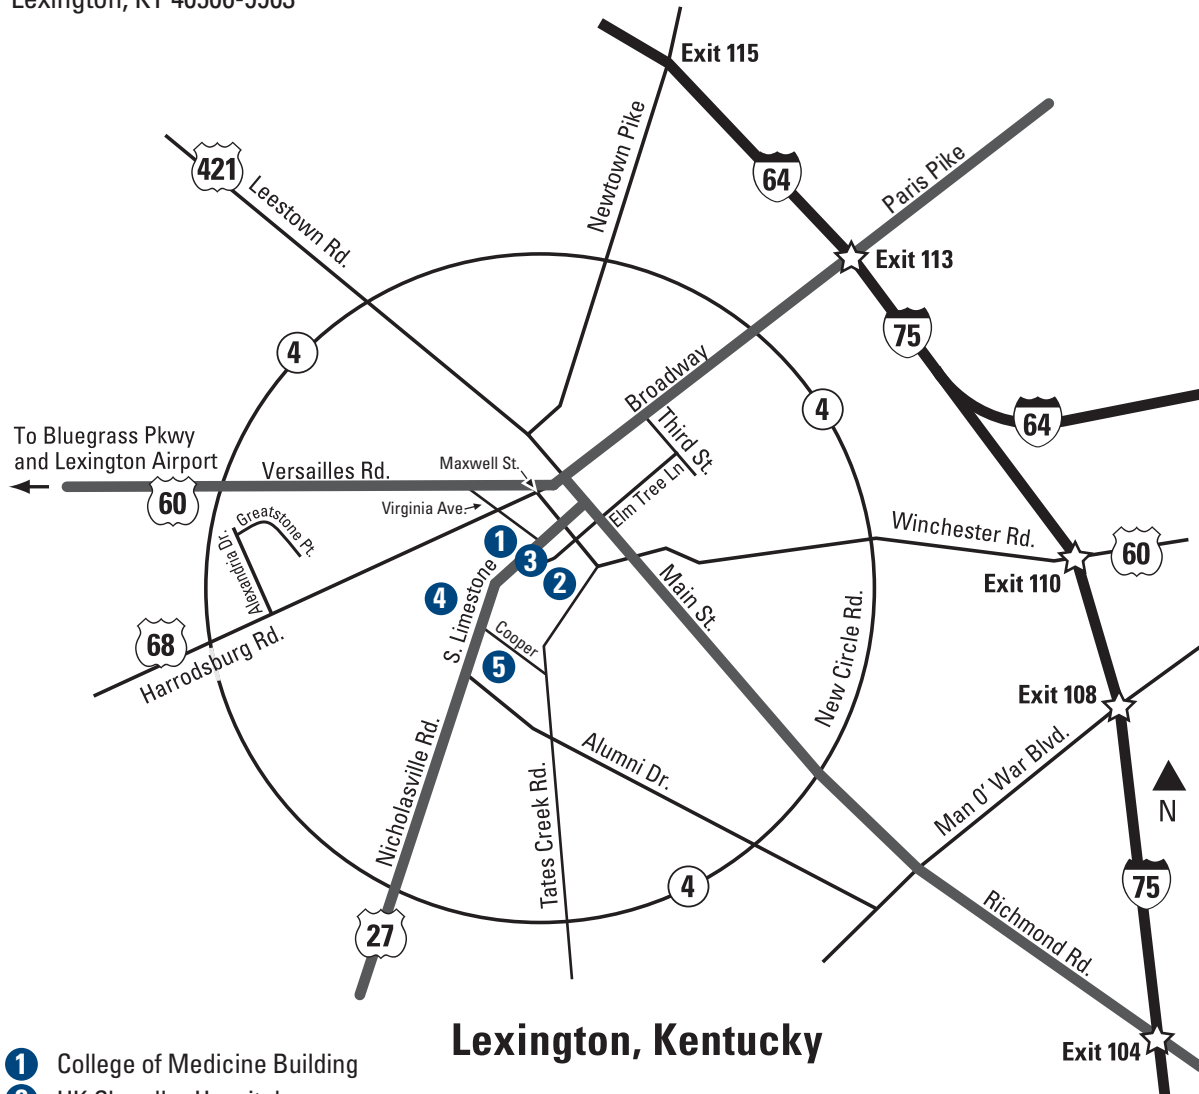 Exit 115
Newtown Pike
64
Paris Pike
421
Leestown Rd.
Exit 113
75
4
Broadway
4
64
Third St.
To Bluegrass Pkwy
and Lexington Airport
Versailles Rd.
Maxwell St.
60
Virginia Ave.
Elm Tree Ln
Greatstone Pt.
Alexandria Dr.
Winchester Rd.
60
Exit 110
1
3
2
4
S. Limestone
Main St.
68
Harrodsburg Rd.
Cooper
5
New Circle Rd.
Exit 108
Man O' War Blvd.
N
Alumni Dr.
Nicholasville Rd.
Tates Creek Rd.
4
75
27
Richmond Rd.
Lexington, Kentucky
Exit 104
1 College of Medicine Building